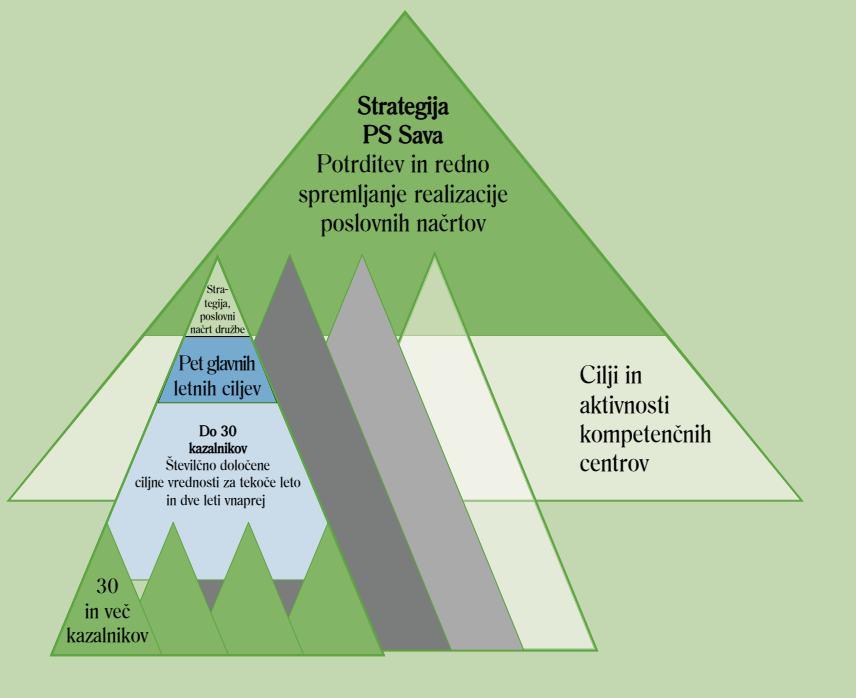 Strategija
PS Sava
Potrditev in redno
spremljanje realizacije
poslovnih načrtov
Stra-
tegija,
poslovni
načrt družbe
Pet glavnih
letnih ciljev
Do 30
kazalnikov
Številčno določene
ciljne vrednosti za tekoče leto
in dve leti vnaprej
30
in več
kazalnikov
Cilji in
aktivnosti
kompetenčnih
centrov